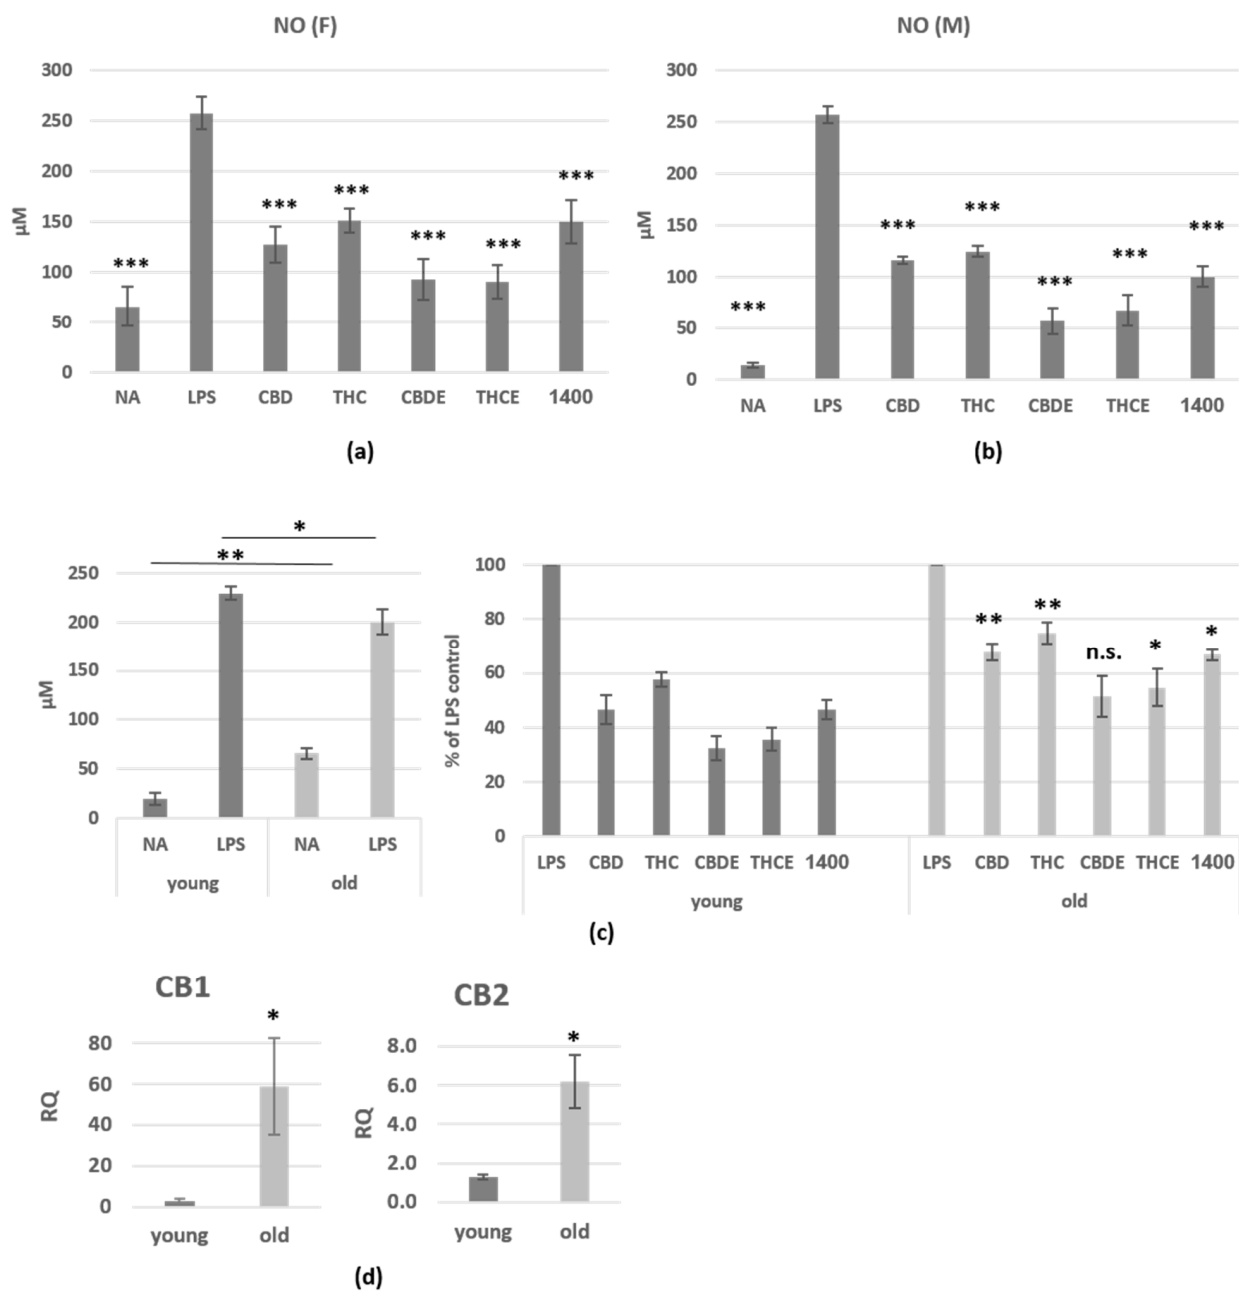 NO (F)
300
250
200
150
100
50
0
µM
***
***
***
***
***
***
NA LPS CBD THC CBDE THCE 1400
(a)
NO (M)
300
250
200
150
100
50
0
µM
***
***
***
***
***
***
NA LPS CBD THC CBDE THCE 1400
(b)
*
**
250
200
150
100
50
0
µM
NA LPS NA LPS
young old
100
80
60
40
20
0
% of LPS control
** ** n.s. * *
LPS CBD THC CBDE THCE 1400 LPS CBD THC CBDE THCE 1400
young old
(c)
CB1
*
80
60
40
20
0
RQ
young old
CB2
*
8.0
6.0
4.0
2.0
0.0
RQ
young old
(d)